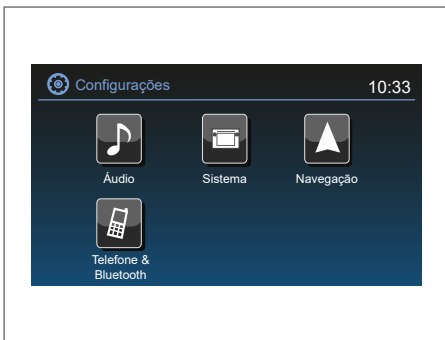 Configurações 10:33
Áudio Sistema Navegação
Telefone &
Bluetooth